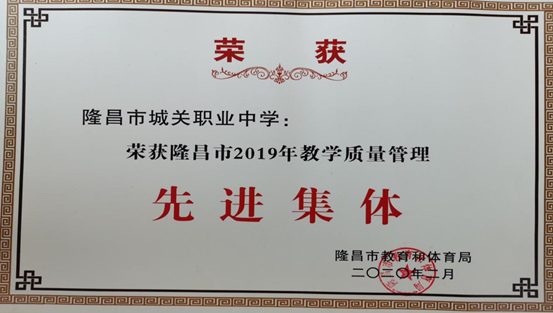 荣获
隆昌市城关职业中学：
荣获隆昌市2019年教学质量管理
先进集体
隆昌市教育和体育局
二〇二〇年二月